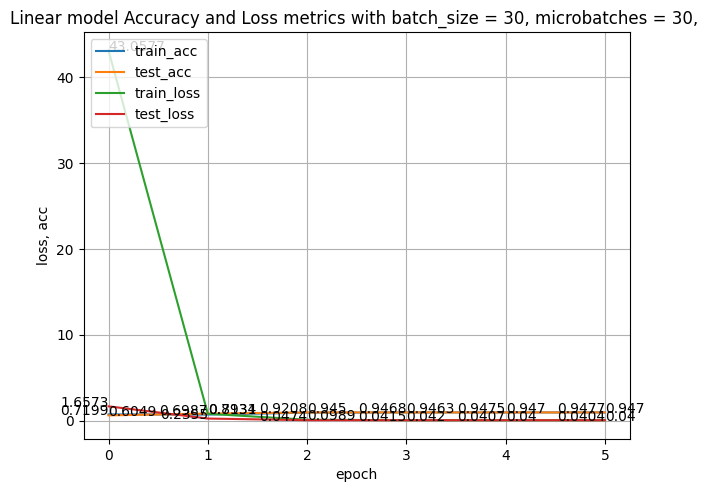 Linear model Accuracy and Loss metrics with batch_size = 30, microbatches = 30,
43.0577
train_acc
test_acc
train_loss
test_loss
40
30
20
10
0
loss, acc
1.6573
0.7199 0.6049 0.9208 0.945 0.9468 0.9463 0.9475 0.947 0.9477 0.947
0.0474 0.0989 0.0415 0.042 0.0407 0.04 0.0404 0.04
0 1 2 3 4 5
epoch